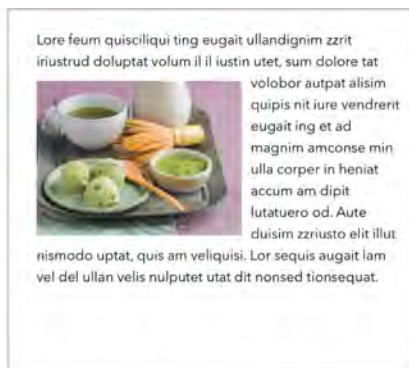 Lore feum quisciliqui ting eugait ullandignim zzrit
iriustrud doluptat volum il il iustin utet, sum dolore tat
volobor autpat alisim
quipis nit iure vendrerit
eugait ing et ad
magnim amconse min
ulla corper in heniat
accum am dipit
lutatuero od. Aute
duisim zzriusto elit illut
nismodo uptat, quis am veliquisi. Lor sequis augait lam
vel del ullan velis nulputet utat dit nonsed tionsequat.